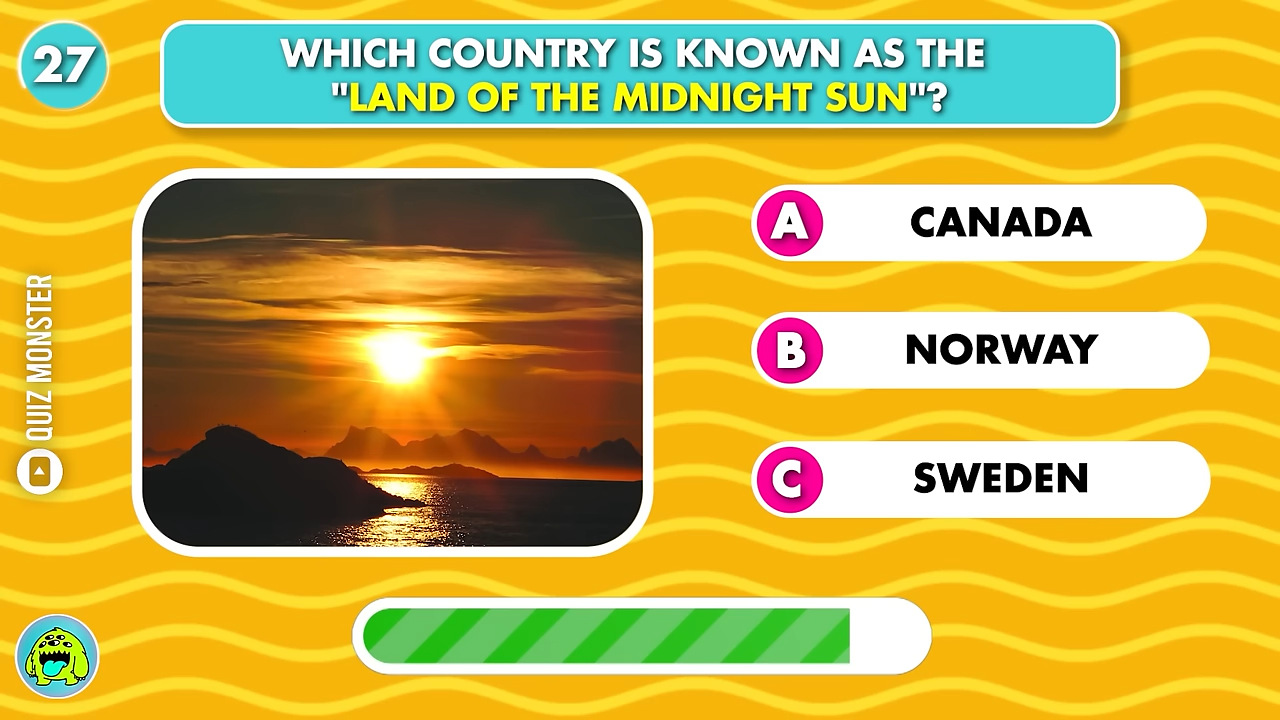 27
WHICH COUNTRY IS KNOWN AS THE
"LAND OF THE MIDNIGHT SUN"?
A CANADA
B NORWAY
C SWEDEN
QUIZ MONSTER